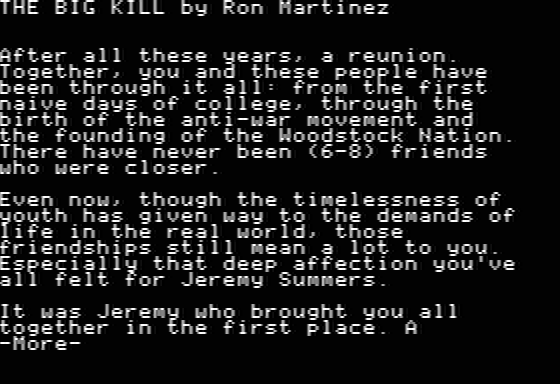 THE BIG KILL by Ron Martinez
After all these years, a reunion.
Together, you and these people have
been through it all: from the first
naive days of college, through the
birth of the anti-war movement and
the founding of the Woodstock Nation.
There have never been (6-8) friends
who were closer.
Even now, though the timelessness of
youth has given way to the demands of
life in the real world, those
friendships still mean a lot to you.
Especially that deep affection you've
all felt for Jeremy Summers.
It was Jeremy who brought you all
together in the first place. A
-More-